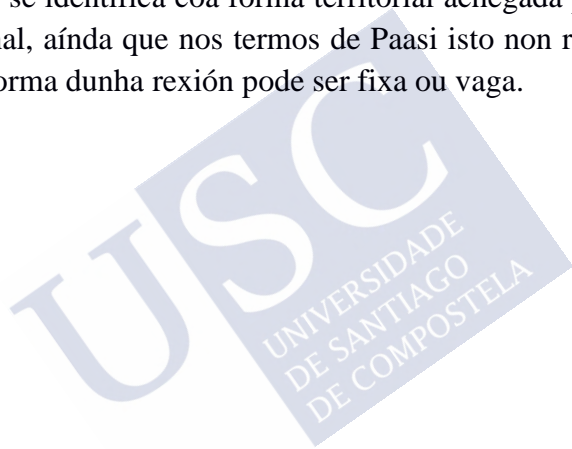 se identifica coa forma territorial achegada
nal, aínda que nos termos de Paasi isto non
orma dunha rexión pode ser fixa ou vaga.
USC
UNIVERSIDADE
DE SANTIAGO
DE COMPOSTELA